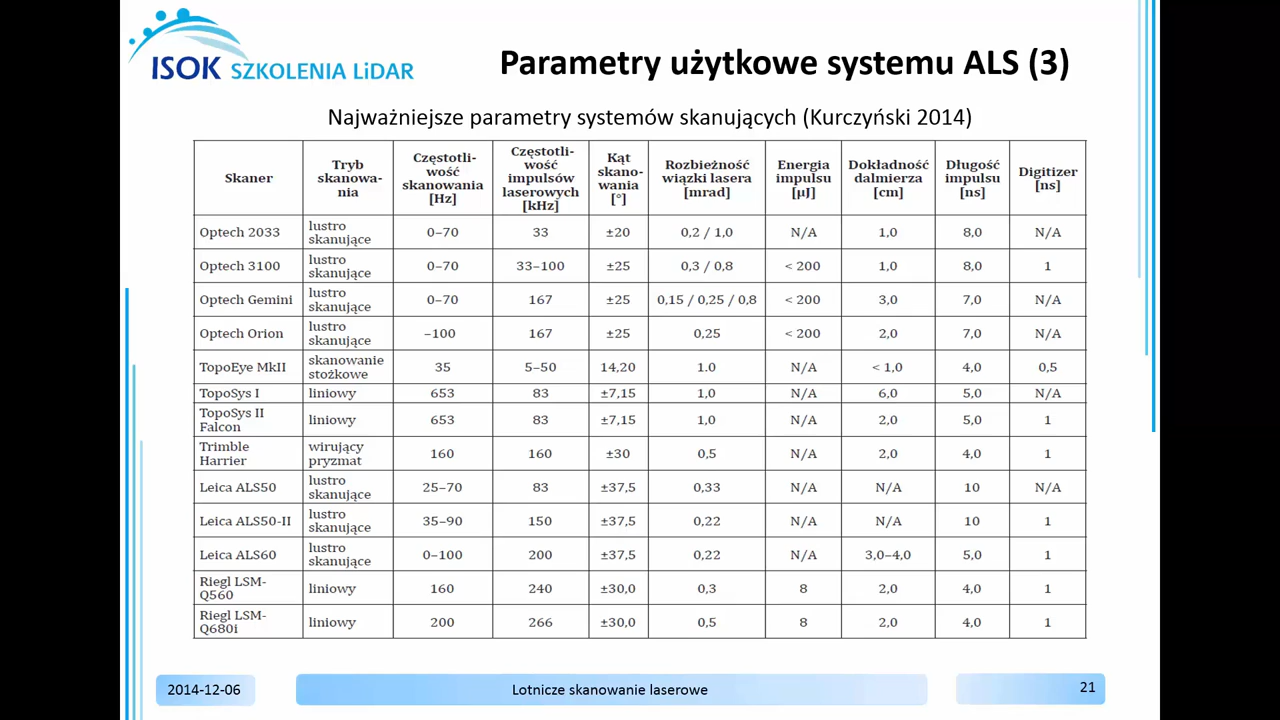 ISOK SZKOLENIA LiDAR
Parametry użytkowe systemu ALS (3)
Najważniejsze parametry systemów skanujących (Kurczyński 2014)
Skaner Tryb skanowa-nia Częstotli-wość skanowania [Hz] Częstotli-wość impulsów laserowych [kHz] Kąt skano-wania [°] Rozbieżność wiązki lasera [mrad] Energia impulsu [µJ] Dokładność dalmierza [cm] Długość impulsu [ns] Digitizer [ns]
Optech 2033 lustro skanujące 0–70 33 ±20 0,2 / 1,0 N/A 1,0 8,0 N/A
Optech 3100 lustro skanujące 0–70 33–100 ±25 0,3 / 0,8 < 200 1,0 8,0 1
Optech Gemini lustro skanujące 0–70 167 ±25 0,15 / 0,25 / 0,8 < 200 3,0 7,0 N/A
Optech Orion lustro skanujące –100 167 ±25 0,25 < 200 2,0 7,0 N/A
TopoEye MkII skanowanie stożkowe 35 5–50 14,20 1.0 N/A < 1,0 4,0 0,5
TopoSys I liniowy 653 83 ±7,15 1,0 N/A 6,0 5,0 N/A
TopoSys II Falcon liniowy 653 83 ±7,15 1,0 N/A 2,0 5,0 1
Trimble Harrier wirujący pryzmat 160 160 ±30 0,5 N/A 2,0 4,0 1
Leica ALS50 lustro skanujące 25–70 83 ±37,5 0,33 N/A N/A 10 N/A
Leica ALS50-II lustro skanujące 35–90 150 ±37,5 0,22 N/A N/A 10 1
Leica ALS60 lustro skanujące 0–100 200 ±37,5 0,22 N/A 3,0–4,0 5,0 1
Riegl LSM-Q560 liniowy 160 240 ±30,0 0,3 8 2,0 4,0 1
Riegl LSM-Q680i liniowy 200 266 ±30,0 0,5 8 2,0 4,0 1
2014-12-06
Lotnicze skanowanie laserowe
21